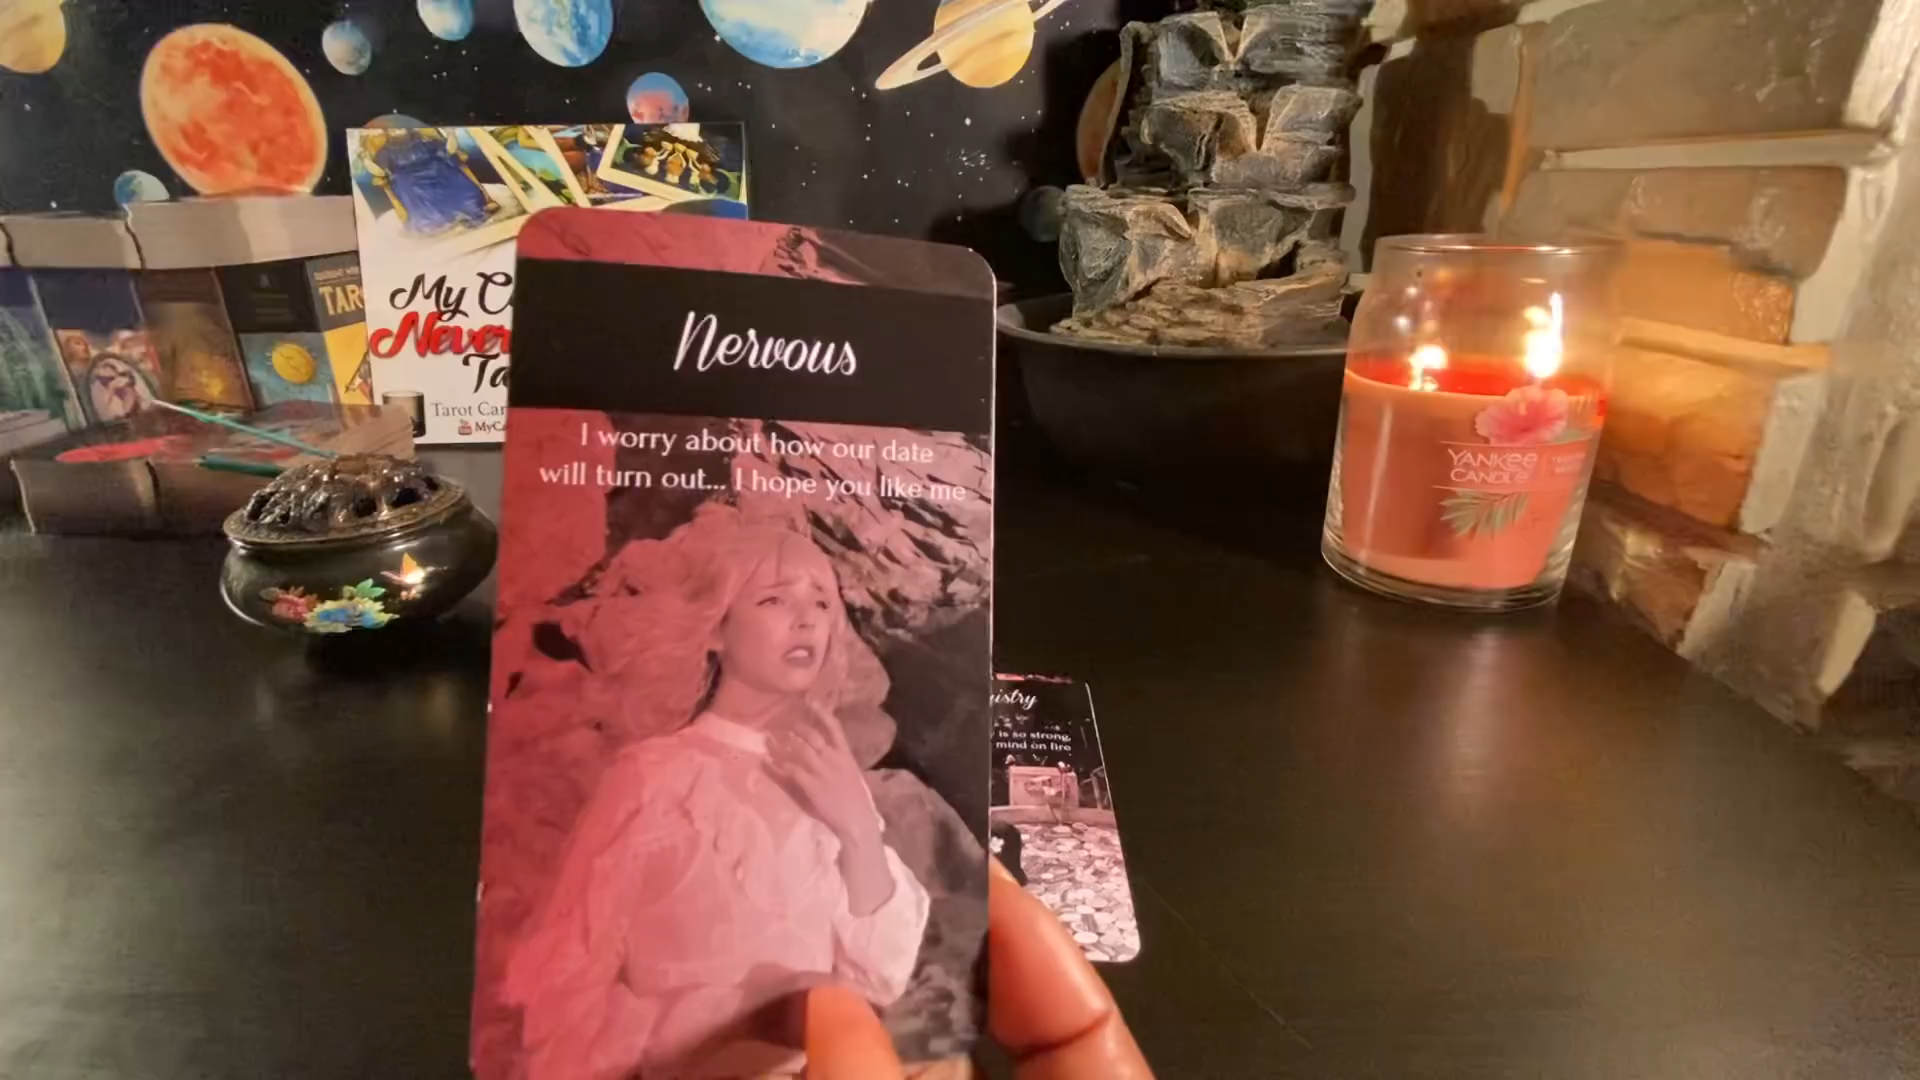 TAR
My
Never
Ta
Tarot Car
MyC
Nervous
I worry about how our date
will turn out... I hope you like me
YANKEE
CANDLE
istry
is so strong,
mind on fire